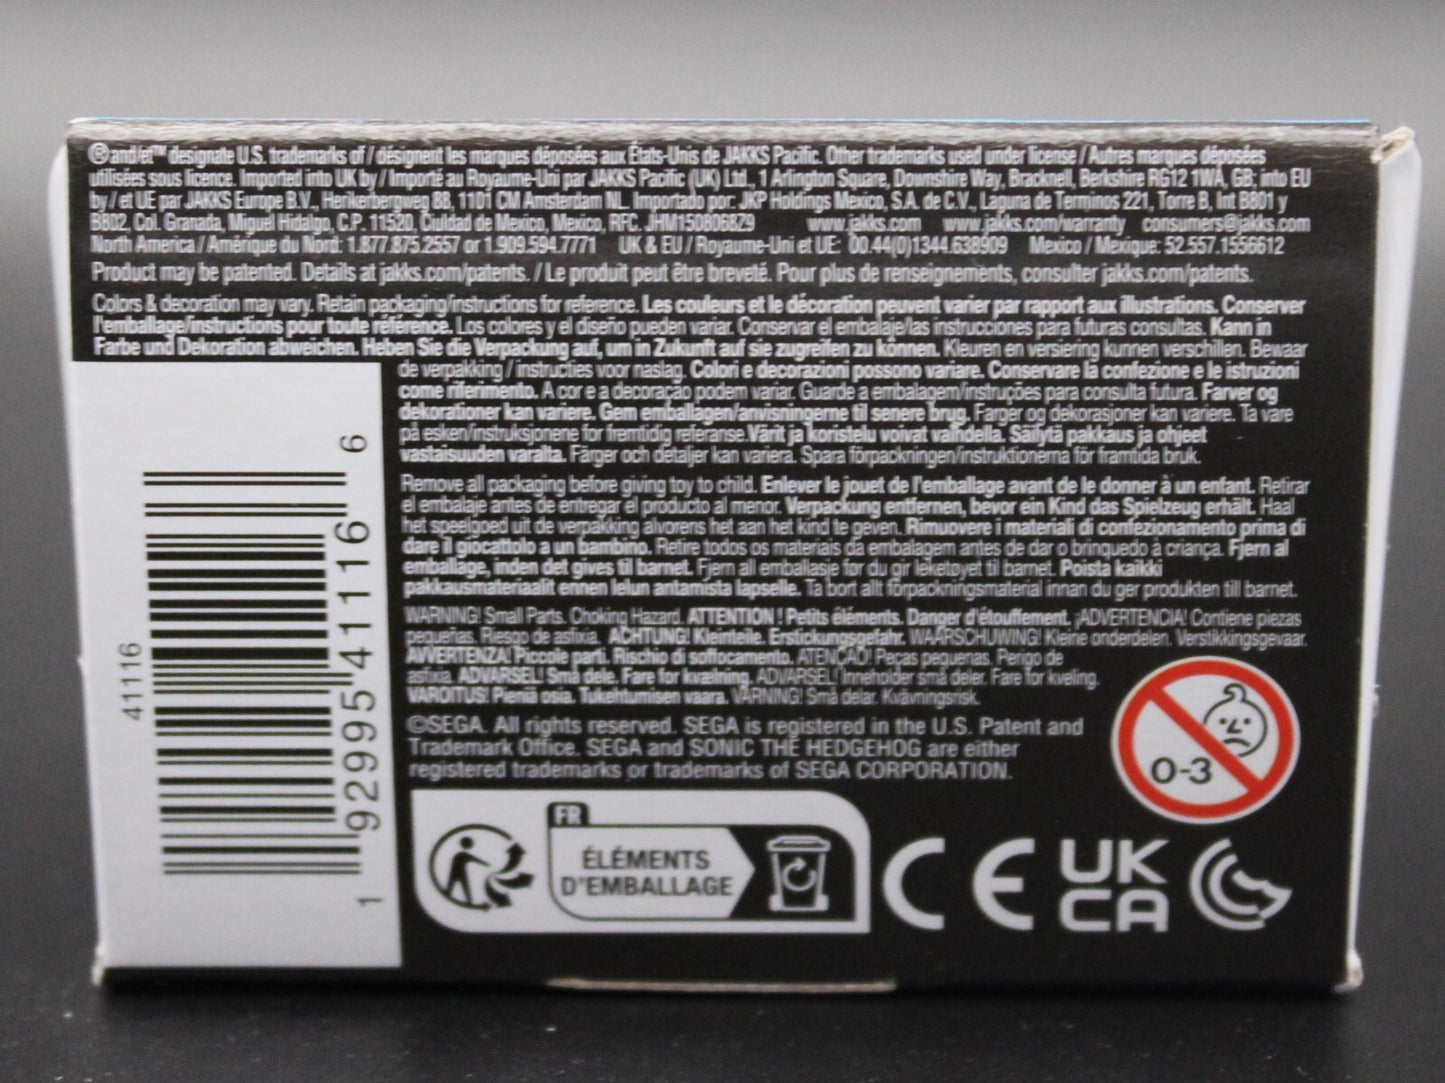 ® and/et ™ designate U.S. trademarks of / désignent les marques déposées aux États-Unis de JAKKS Pacific. Other trademarks used under license / Autres marques déposées
utilisées sous licence. Imported into UK by / Importé au Royaume-Uni par JAKKS Pacific (UK) Ltd., 1 Arlington Square, Downshire Way, Bracknell, Berkshire RG12 1WA, GB; into EU
by / et UE par JAKKS Europe B.V., Herikerbergweg 88, 1101 CM Amsterdam NL. Importado por: JKP Holdings Mexico, S.A. de C.V., Laguna de Terminos 221, Torre B, Int B801 y
B802, Col. Granada, Miguel Hidalgo, C.P. 11520, Ciuldad de Mexico, Mexico, RFC. JHM150806879 www.jakks.com www.jakks.com/warranty consumers@jakks.com
North America / Amérique du Nord: 1.877.875.2557 or 1.909.594.7771 UK & EU / Royaume-Uni et UE: 00.44(0)1344.638909 Mexico / Mexique: 52.557.1556612
Product may be patented. Details at jakks.com/patents. / Le produit peut être breveté. Pour plus de renseignements, consulter jakks.com/patents.
Colors & decoration may vary. Retain packaging/instructions for reference. Les couleurs et le décoration peuvent varier par rapport aux illustrations. Conserver
l'emballage/instructions pour toute référence. Los colores y el diseño pueden variar. Conservar el embalaje/las instrucciones para futuras consultas. Kann in
Farbe und Dekoration abweichen. Heben Sie die Verpackung auf, um in Zukunft auf sie zugreifen zu können. Kleuren en versiering kunnen verschillen. Bewaar
de verpakking / instructies voor naslag. Colori e decorazioni possono variare. Conservare la confezione e le istruzioni
come riferimento. A cor e a decoração podem variar. Guarde a embalagem/instruções para consulta futura. Farver og
dekorationer kan variere. Gem emballagen/anvisningerne til senere brug. Farger og dekorasjoner kan variere. Ta vare
på esken/instruksjonene for fremtidig referanse. Värit ja koristelu voivat vaihdella. Säilytä pakkaus ja ohjeet
vastaisuuden varalta. Färger och detaljer kan variera. Spara förpackningen/instruktionerna för framtida bruk.
Remove all packaging before giving toy to child. Enlever le jouet de l'emballage avant de le donner à un enfant. Retirar
el embalaje antes de entregar el producto al menor. Verpackung entfernen, bevor ein Kind das Spielzeug erhält. Haal
het speelgoed uit de verpakking alvorens het aan het kind te geven. Rimuovere i materiali di confezionamento prima di
dare il giocattolo a un bambino. Retire todos os materiais da embalagem antes de dar o brinquedo à criança. Fjern al
emballage, inden det gives til barnet. Fjern all emballasje før du gir leketøyet til barnet. Poista kaikki
pakkausmateriaalit ennen lelun antamista lapselle. Ta bort allt förpackningsmaterial innan du ger produkten till barnet.
WARNING! Small Parts. Choking Hazard. ATTENTION ! Petits éléments. Danger d'étouffement. ¡ADVERTENCIA! Contiene piezas
pequeñas. Riesgo de asfixia. ACHTUNG! Kleinteile. Erstickungsgefahr. WAARSCHUWING! Kleine onderdelen. Verstikkingsgevaar.
AVVERTENZA! Piccole parti. Rischio di soffocamento. ATENÇÃO! Peças pequenas. Perigo de
asfixia. ADVARSEL! Små dele. Fare for kvælning. ADVARSEL! Inneholder små deler. Fare for kveling.
VAROITUS! Pieniä osia. Tukehtumisen vaara. VARNING! Små delar. Kvävningsrisk.
©SEGA. All rights reserved. SEGA is registered in the U.S. Patent and
Trademark Office. SEGA and SONIC THE HEDGEHOG are either
registered trademarks or trademarks of SEGA CORPORATION.
41116
1 92995 41116 6
0-3
FR
ÉLÉMENTS
D'EMBALLAGE
CE
UK
CA